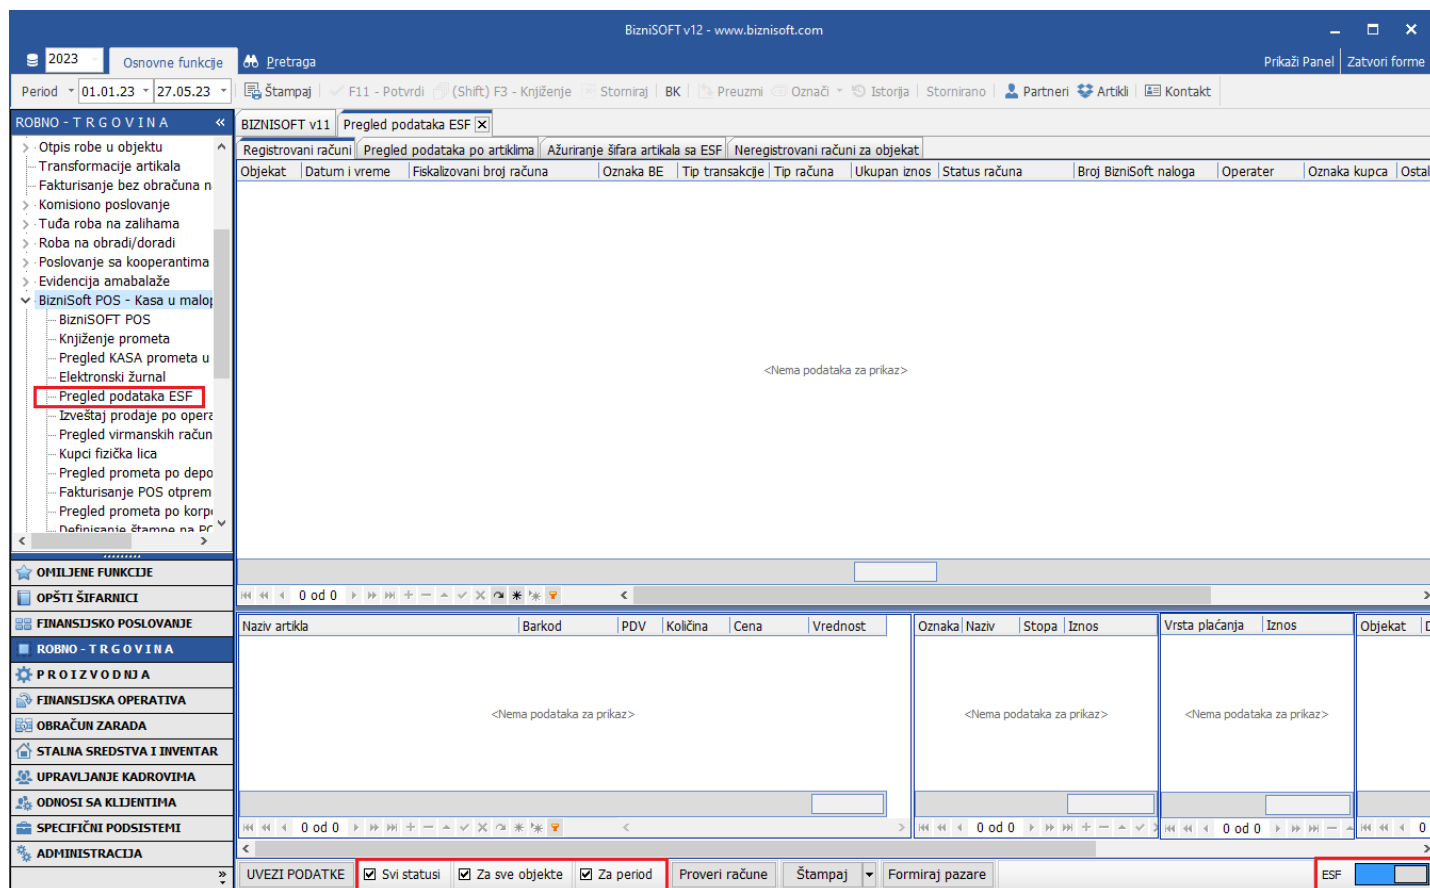 BizniSOFT v12 - www.biznisoft.com
2023 Osnovne funkcije Pretraga Prikaži Panel Zatvori forme
Period 01.01.23 27.05.23 Štampaj F11 - Potvrdi (Shift) F3 - Knjiženje Storniraj BK Preuzmi Označi Istorija Stornirano Partneri Artikli Kontakt
ROBNO - T R G O V I N A «
BIZNISOFT v11 Pregled podataka ESF
Registrovani računi Pregled podataka po artiklima Ažuriranje šifara artikala sa ESF Neregistrovani računi za objekat
Objekat Datum i vreme Fiskalizovani broj računa Oznaka BE Tip transakcije Tip računa Ukupan iznos Status računa Broj BizniSoft naloga Operater Oznaka kupca Ostal
Otpis robe u objektu
Transformacije artikala
Fakturisanje bez obračuna n
Komisiono poslovanje
Tuđa roba na zalihama
Roba na obradi/doradi
Poslovanje sa kooperantima
Evidencija amabalaže
BizniSoft POS - Kasa u malop
BizniSOFT POS
Knjiženje prometa
Pregled KASA prometa u
Elektronski žurnal
Pregled podataka ESF
Izveštaj prodaje po opera
Pregled virmanskih račun
Kupci fizička lica
Pregled prometa po depo
Fakturisanje POS otprem
Pregled prometa po korpo
Definisanje štampe na PC
<Nema podataka za prikaz>
0 od 0
OMILJENE FUNKCIJE
OPŠTI ŠIFARNICI
FINANSIJSKO POSLOVANJE
ROBNO - T R G O V I N A
P R O I Z V O D NJ A
FINANSIJSKA OPERATIVA
OBRAČUN ZARADA
STALNA SREDSTVA I INVENTAR
UPRAVLJANJE KADROVIMA
ODNOSI SA KLIJENTIMA
SPECIFIČNI PODSISTEMI
ADMINISTRACIJA
»
Naziv artikla Barkod PDV Količina Cena Vrednost
<Nema podataka za prikaz>
0 od 0
Oznaka Naziv Stopa Iznos
<Nema podataka za prikaz>
0 od 0
Vrsta plaćanja Iznos
<Nema podataka za prikaz>
0 od 0
Objekat D
0
UVEZI PODATKE Svi statusi Za sve objekte Za period Proveri račune Štampaj Formiraj pazare ESF